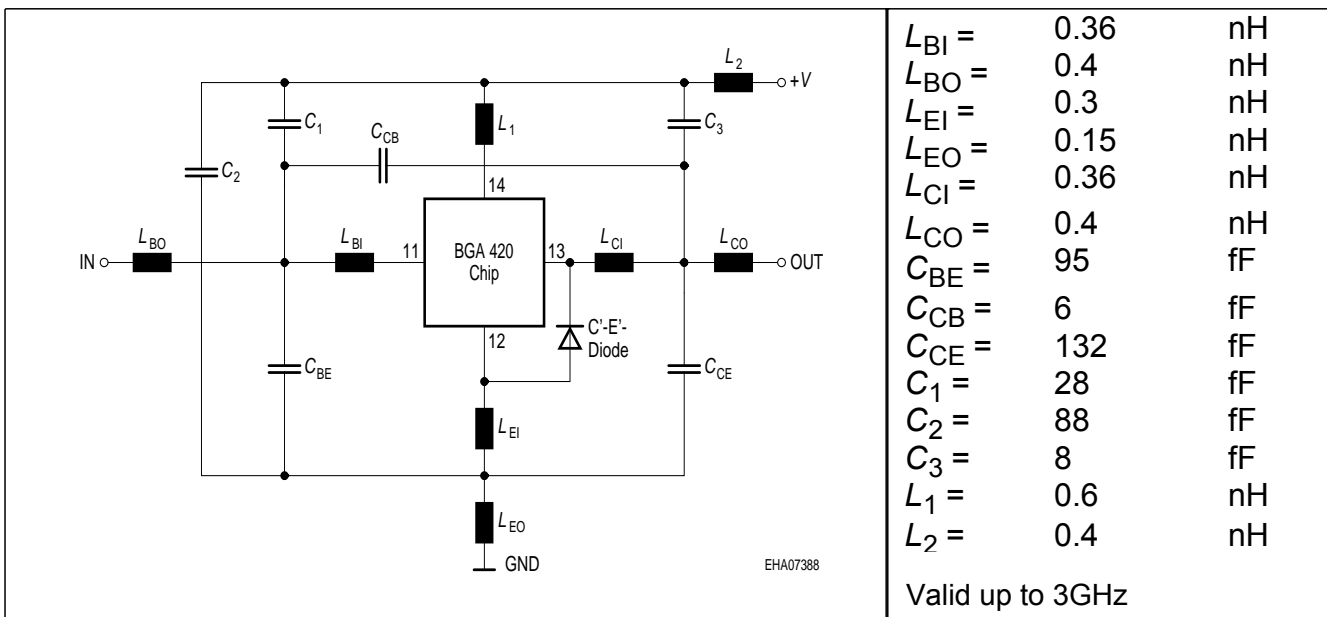 L2
+V
C1
L1
C3
CCB
C2
14
LBO
LBI
LCI
LCO
IN
11
BGA 420
Chip
13
OUT
12
C'-E'-
Diode
CBE
CCE
LEI
LEO
GND
EHA07388
LBI = 0.36 nH
LBO = 0.4 nH
LEI = 0.3 nH
LEO = 0.15 nH
LCI = 0.36 nH
LCO = 0.4 nH
CBE = 95 fF
CCB = 6 fF
CCE = 132 fF
C1 = 28 fF
C2 = 88 fF
C3 = 8 fF
L1 = 0.6 nH
L2 = 0.4 nH
Valid up to 3GHz